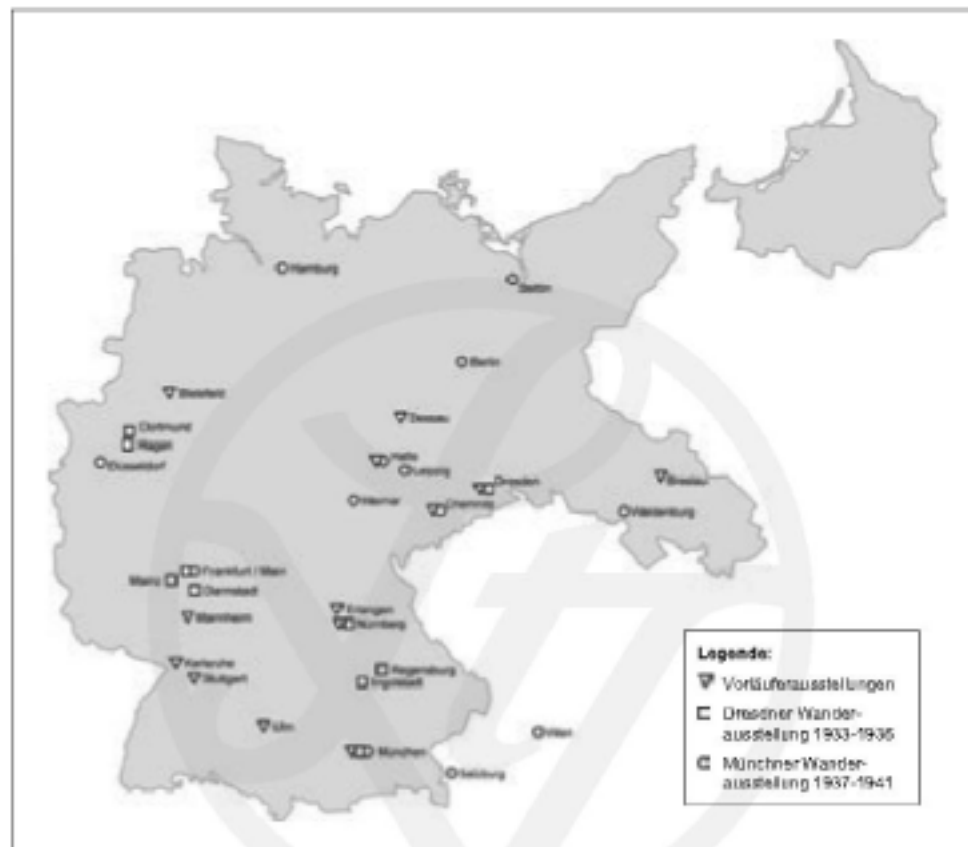 Hamburg
Stettin
Berlin
Bielefeld
Dessau
Dortmund
Hagen
Düsseldorf
Halle
Leipzig
Dresden
Breslau
Weimar
Chemnitz
Waldenburg
Frankfurt / Main
Mainz
Darmstadt
Erlangen
Mannheim
Nürnberg
Karlsruhe
Regensburg
Stuttgart
Ingolstadt
Ulm
Wien
München
Salzburg
Legende:
Vorläuferausstellungen
Dresdner Wander-
ausstellung 1933-1936
Münchner Wander-
ausstellung 1937-1941